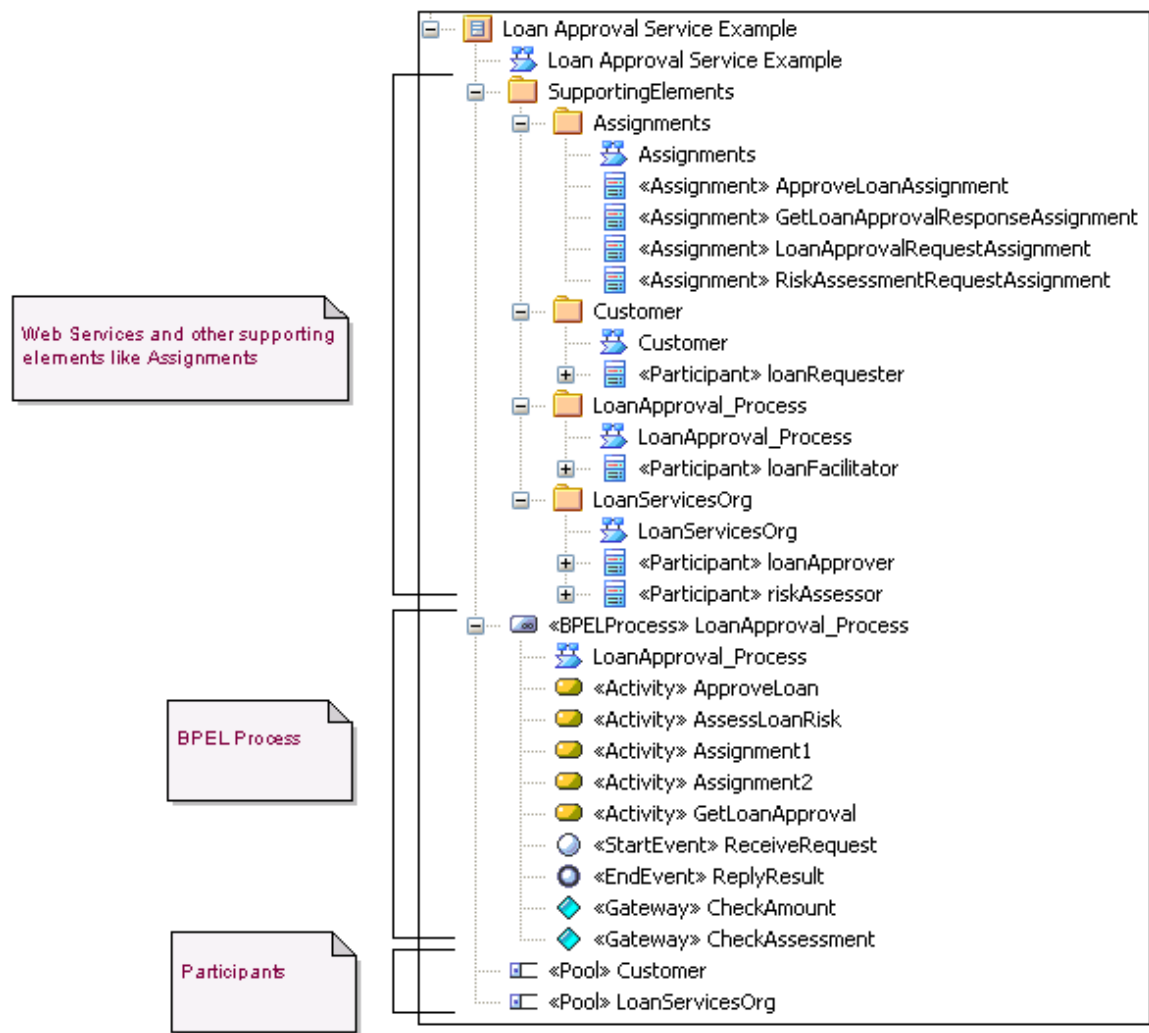 Loan Approval Service Example
Loan Approval Service Example
SupportingElements
Assignments
Assignments
«Assignment» ApproveLoanAssignment
«Assignment» GetLoanApprovalResponseAssignment
«Assignment» LoanApprovalRequestAssignment
«Assignment» RiskAssessmentRequestAssignment
Customer
Customer
«Participant» loanRequester
LoanApproval_Process
LoanApproval_Process
«Participant» loanFacilitator
LoanServicesOrg
LoanServicesOrg
«Participant» loanApprover
«Participant» riskAssessor
«BPELProcess» LoanApproval_Process
LoanApproval_Process
«Activity» ApproveLoan
«Activity» AssessLoanRisk
«Activity» Assignment1
«Activity» Assignment2
«Activity» GetLoanApproval
«StartEvent» ReceiveRequest
«EndEvent» ReplyResult
«Gateway» CheckAmount
«Gateway» CheckAssessment
«Pool» Customer
«Pool» LoanServicesOrg
Web Services and other supporting
elements like Assignments
BPEL Process
Participants